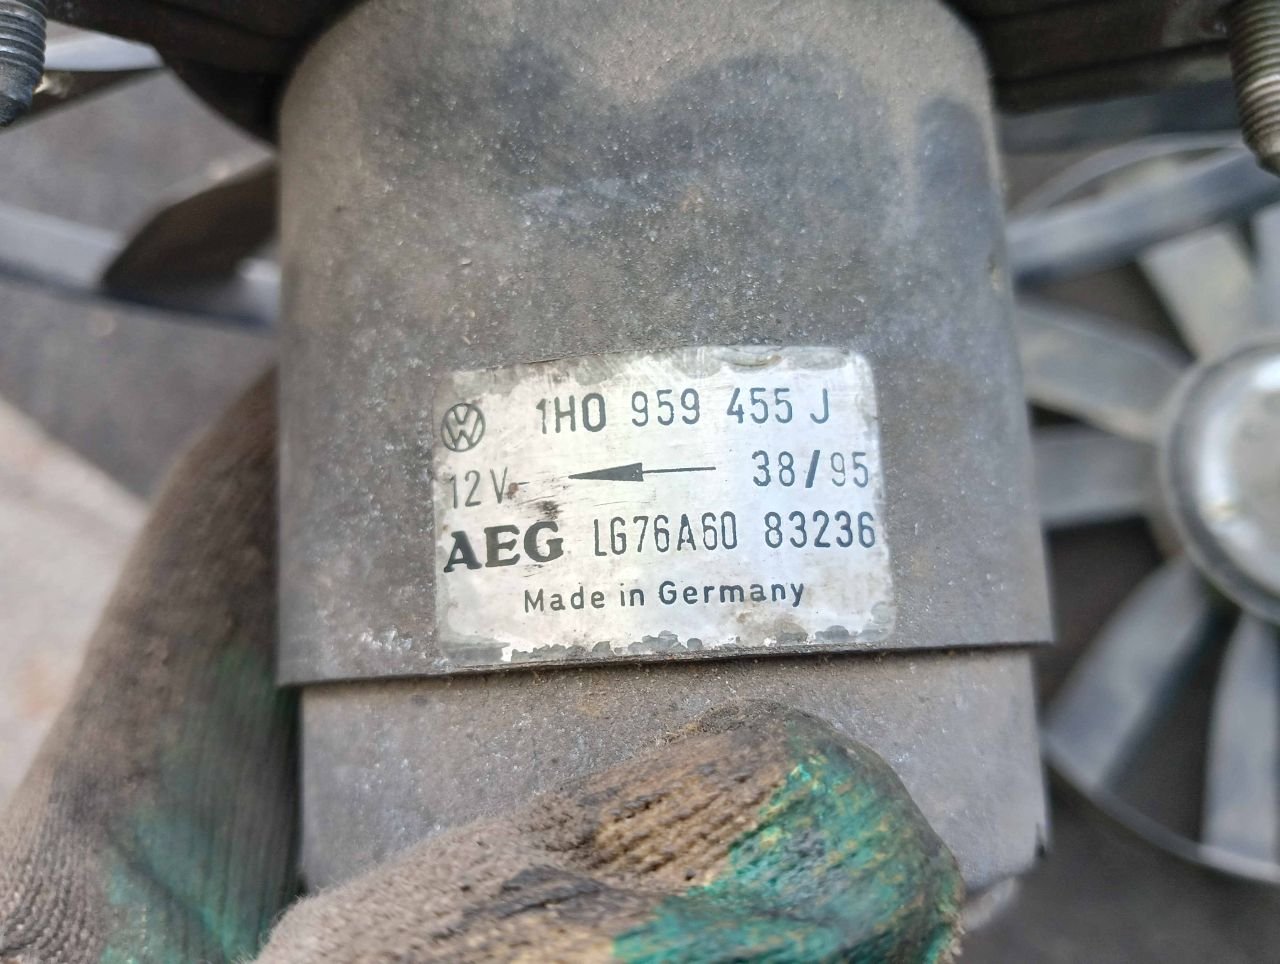 1H0 959 455 J
12V- 38/95
AEG LG76A60 83236
Made in Germany